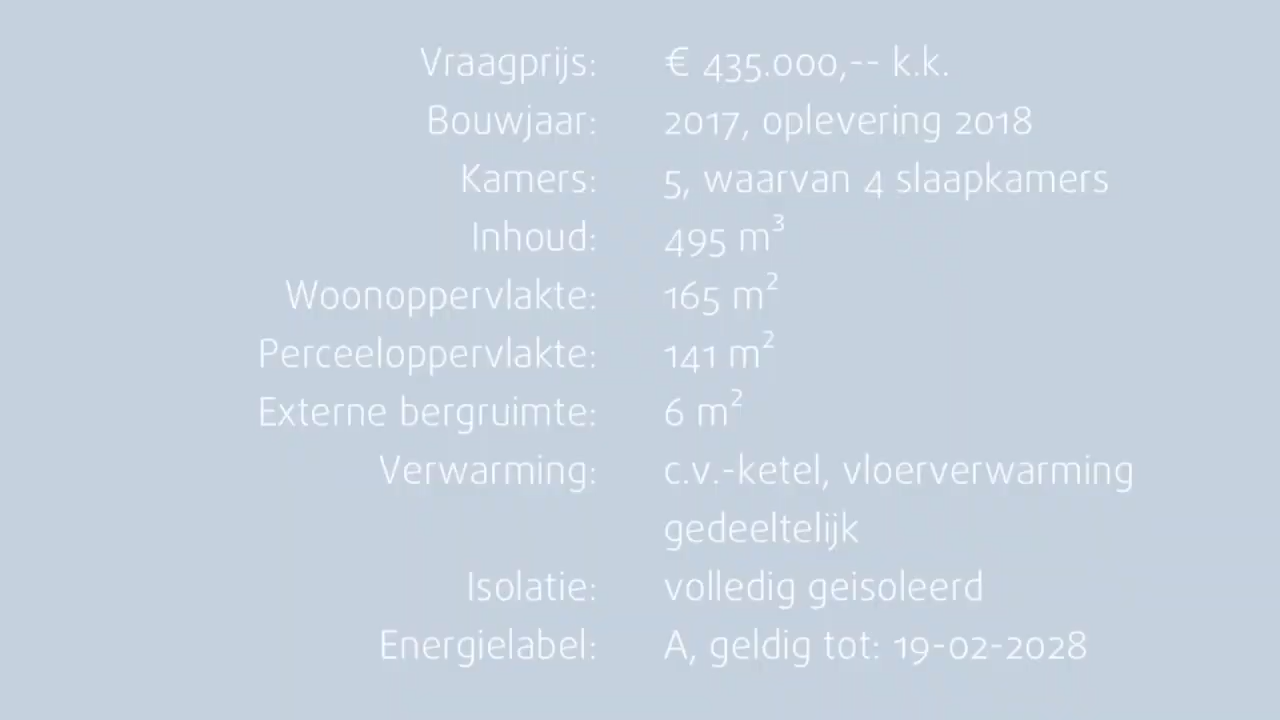 Vraagprijs: € 435.000,-- k.k.
Bouwjaar: 2017, oplevering 2018
Kamers: 5, waarvan 4 slaapkamers
Inhoud: 495 m³
Woonoppervlakte: 165 m²
Perceeloppervlakte: 141 m²
Externe bergruimte: 6 m²
Verwarming: c.v.-ketel, vloerverwarming
gedeeltelijk
Isolatie: volledig geisoleerd
Energielabel: A, geldig tot: 19-02-2028